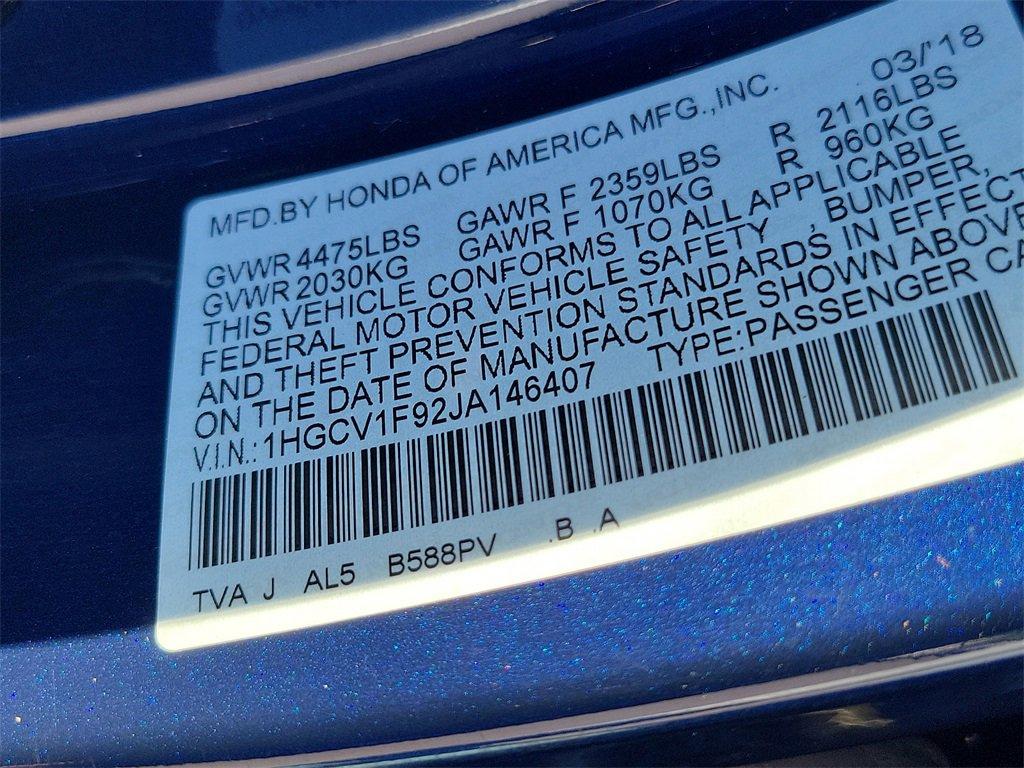 MFD.BY HONDA OF AMERICA MFG.,INC. 03/'18
GVWR 4475LBS GAWR F 2359LBS R 2116LBS
GVWR 2030KG GAWR F 1070KG R 960KG
THIS VEHICLE CONFORMS TO ALL APPLICABLE
FEDERAL MOTOR VEHICLE SAFETY , BUMPER,
AND THEFT PREVENTION STANDARDS IN EFFECT
ON THE DATE OF MANUFACTURE SHOWN ABOVE
V.I.N.: 1HGCV1F92JA146407 TYPE:PASSENGER CA
TVA J AL5 B588PV .B .A